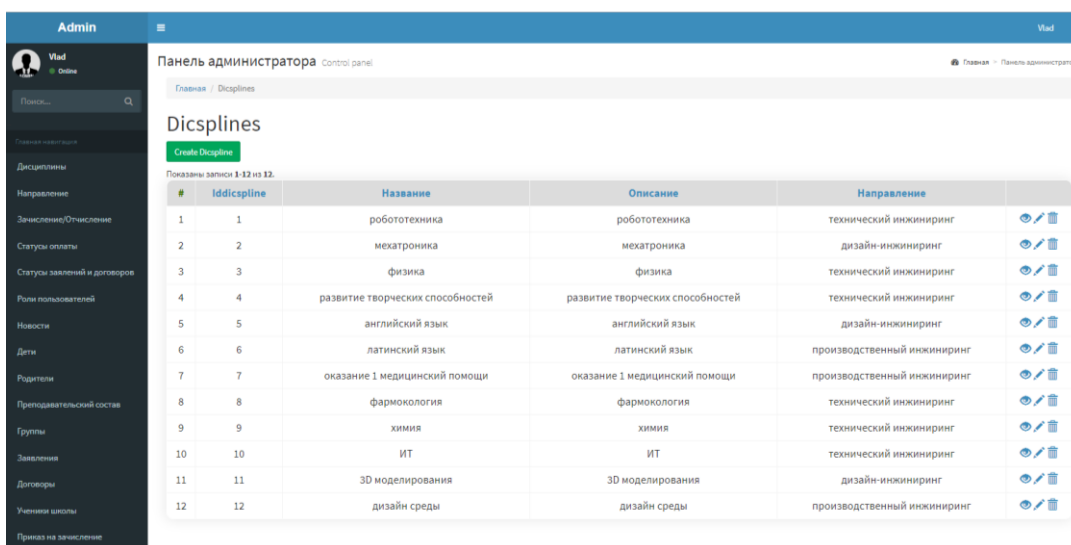 Admin
Vlad
Vlad
Online
Панель администратора Control panel
Главная > Панель администрато
Поиск...
Главная / Dicsplines
Главная навигация
Dicsplines
Create Dicspline
Показаны записи 1-12 из 12.
Дисциплины
Направление
Зачисление/Отчисление
Статусы оплаты
Статусы заялений и договоров
Роли пользователей
Новости
Дети
Родители
Преподавательский состав
Группы
Заявления
Договоры
Ученики школы
Приказ на зачисление
# Iddicspline Название Описание Направление
1 1 робототехника робототехника технический инжиниринг
2 2 мехатроника мехатроника дизайн-инжиниринг
3 3 физика физика технический инжиниринг
4 4 развитие творческих способностей развитие творческих способностей технический инжиниринг
5 5 английский язык английский язык дизайн-инжиниринг
6 6 латинский язык латинский язык производственный инжиниринг
7 7 оказание 1 медицинский помощи оказание 1 медицинский помощи производственный инжиниринг
8 8 фармокология фармокология технический инжиниринг
9 9 химия химия технический инжиниринг
10 10 ИТ ИТ технический инжиниринг
11 11 3D моделирования 3D моделирования дизайн-инжиниринг
12 12 дизайн среды дизайн среды производственный инжиниринг